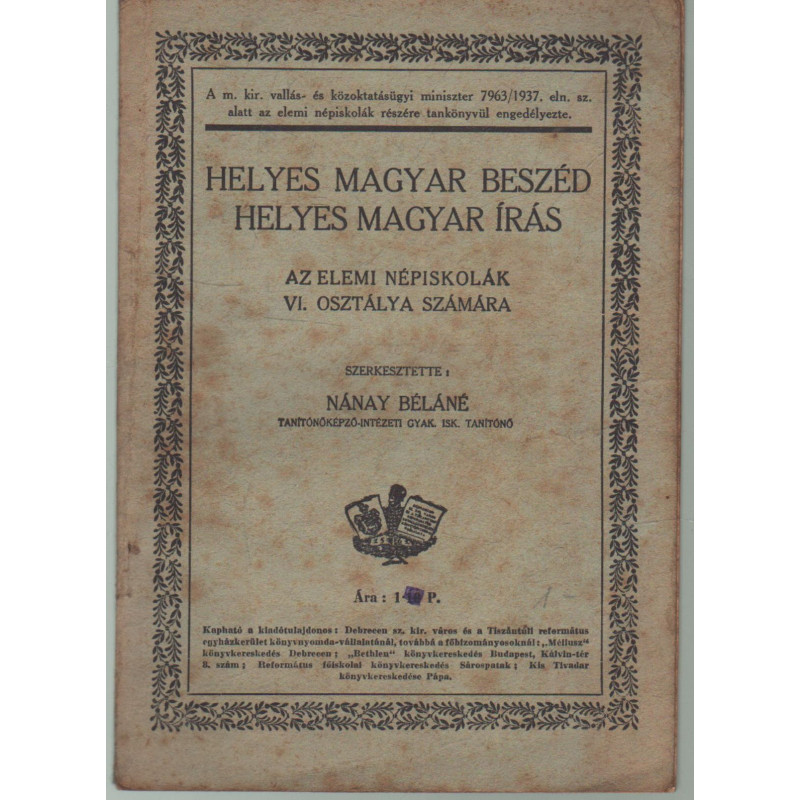 A m. kir. vallás- és közoktatásügyi miniszter 7963/1937. eln. sz.
alatt az elemi népiskolák részére tankönyvül engedélyezte.
HELYES MAGYAR BESZÉD
HELYES MAGYAR ÍRÁS
AZ ELEMI NÉPISKOLÁK
VI. OSZTÁLYA SZÁMÁRA
SZERKESZTETTE:
NÁNAY BÉLÁNÉ
TANÍTÓNŐKÉPZŐ-INTÉZETI GYAK. ISK. TANÍTÓNŐ
Ára: P.
1-
Kapható a kiadótulajdonos: Debrecen sz. kir. város és a Tiszántúli református
egyházkerület könyvnyomda-vállalatánál, továbbá a főbizományosoknál: „Méliusz"
könyvkereskedés Debrecen; „Bethlen" könyvkereskedés Budapest, Kálvin-tér
8. szám; Református főiskolai könyvkereskedés Sárospatak; Kis Tivadar
könyvkereskedése Pápa.